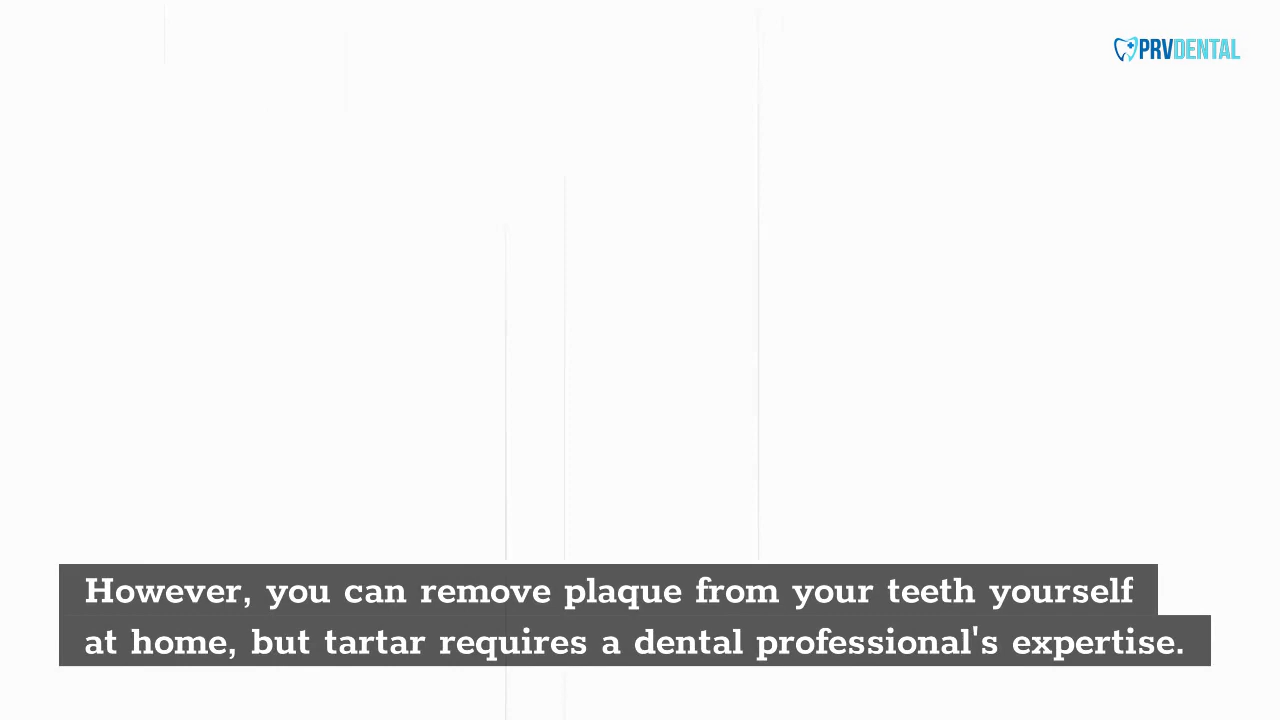 PRVDENTAL
However, you can remove plaque from your teeth yourself
at home, but tartar requires a dental professional's expertise.